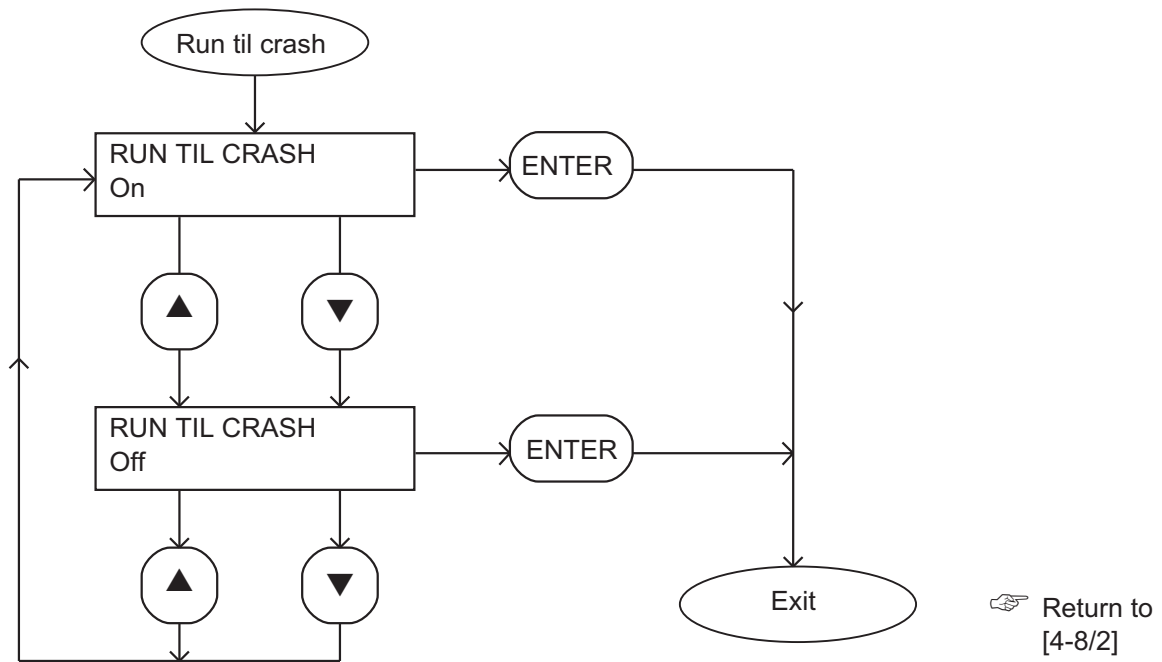 Run til crash
RUN TIL CRASH
On
ENTER
RUN TIL CRASH
Off
ENTER
Exit
Return to
[4-8/2]